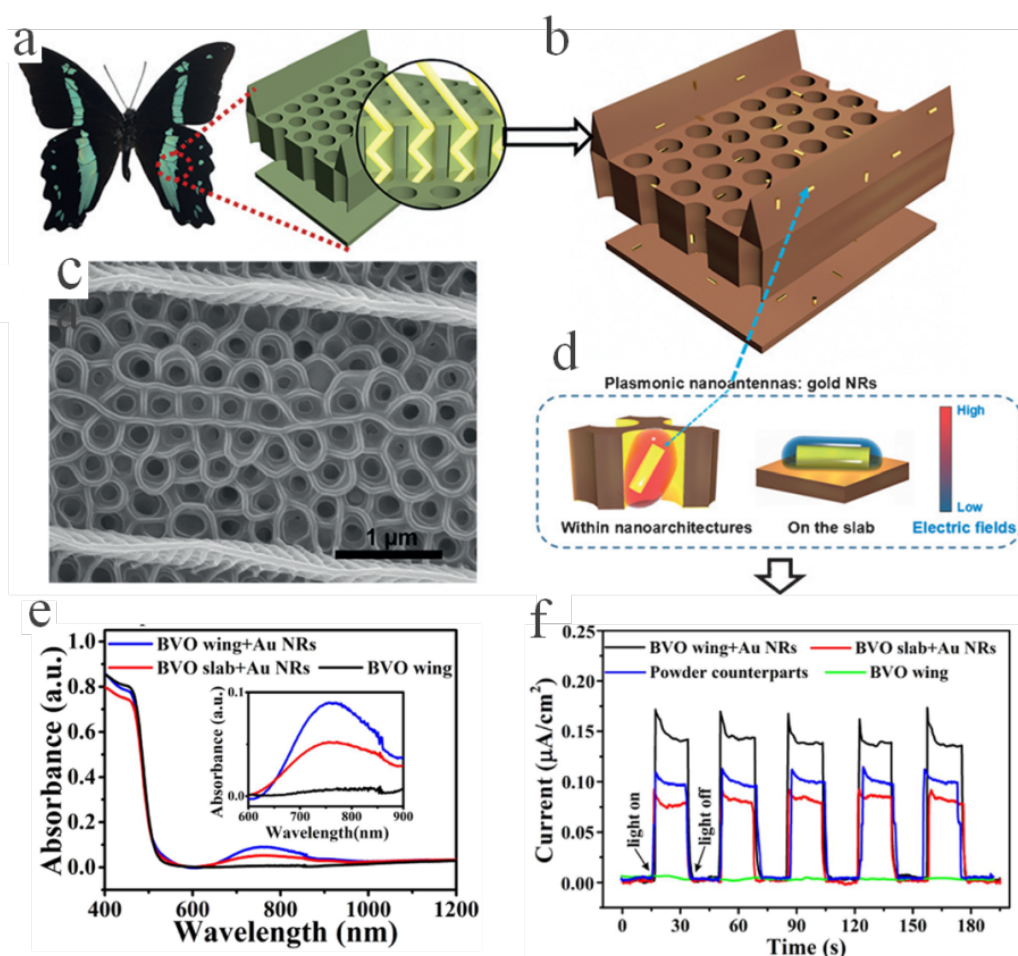 a
b
c
1 μm
d
Plasmonic nanoantennas: gold NRs
High
Low
Within nanoarchitectures
On the slab
Electric fields
e
BVO wing+Au NRs
BVO slab+Au NRs
BVO wing
Absorbance (a.u.)
1.0
0.8
0.6
0.4
0.2
0.0
400 600 800 1000 1200
Wavelength (nm)
Absorbance (a.u.)
0.1
0.0
600 700 800 900
Wavelength(nm)
f
BVO wing+Au NRs
BVO slab+Au NRs
Powder counterparts
BVO wing
Current (μA/cm²)
0.25
0.20
0.15
0.10
0.05
0.00
light on
light off
0 30 60 90 120 150 180
Time (s)